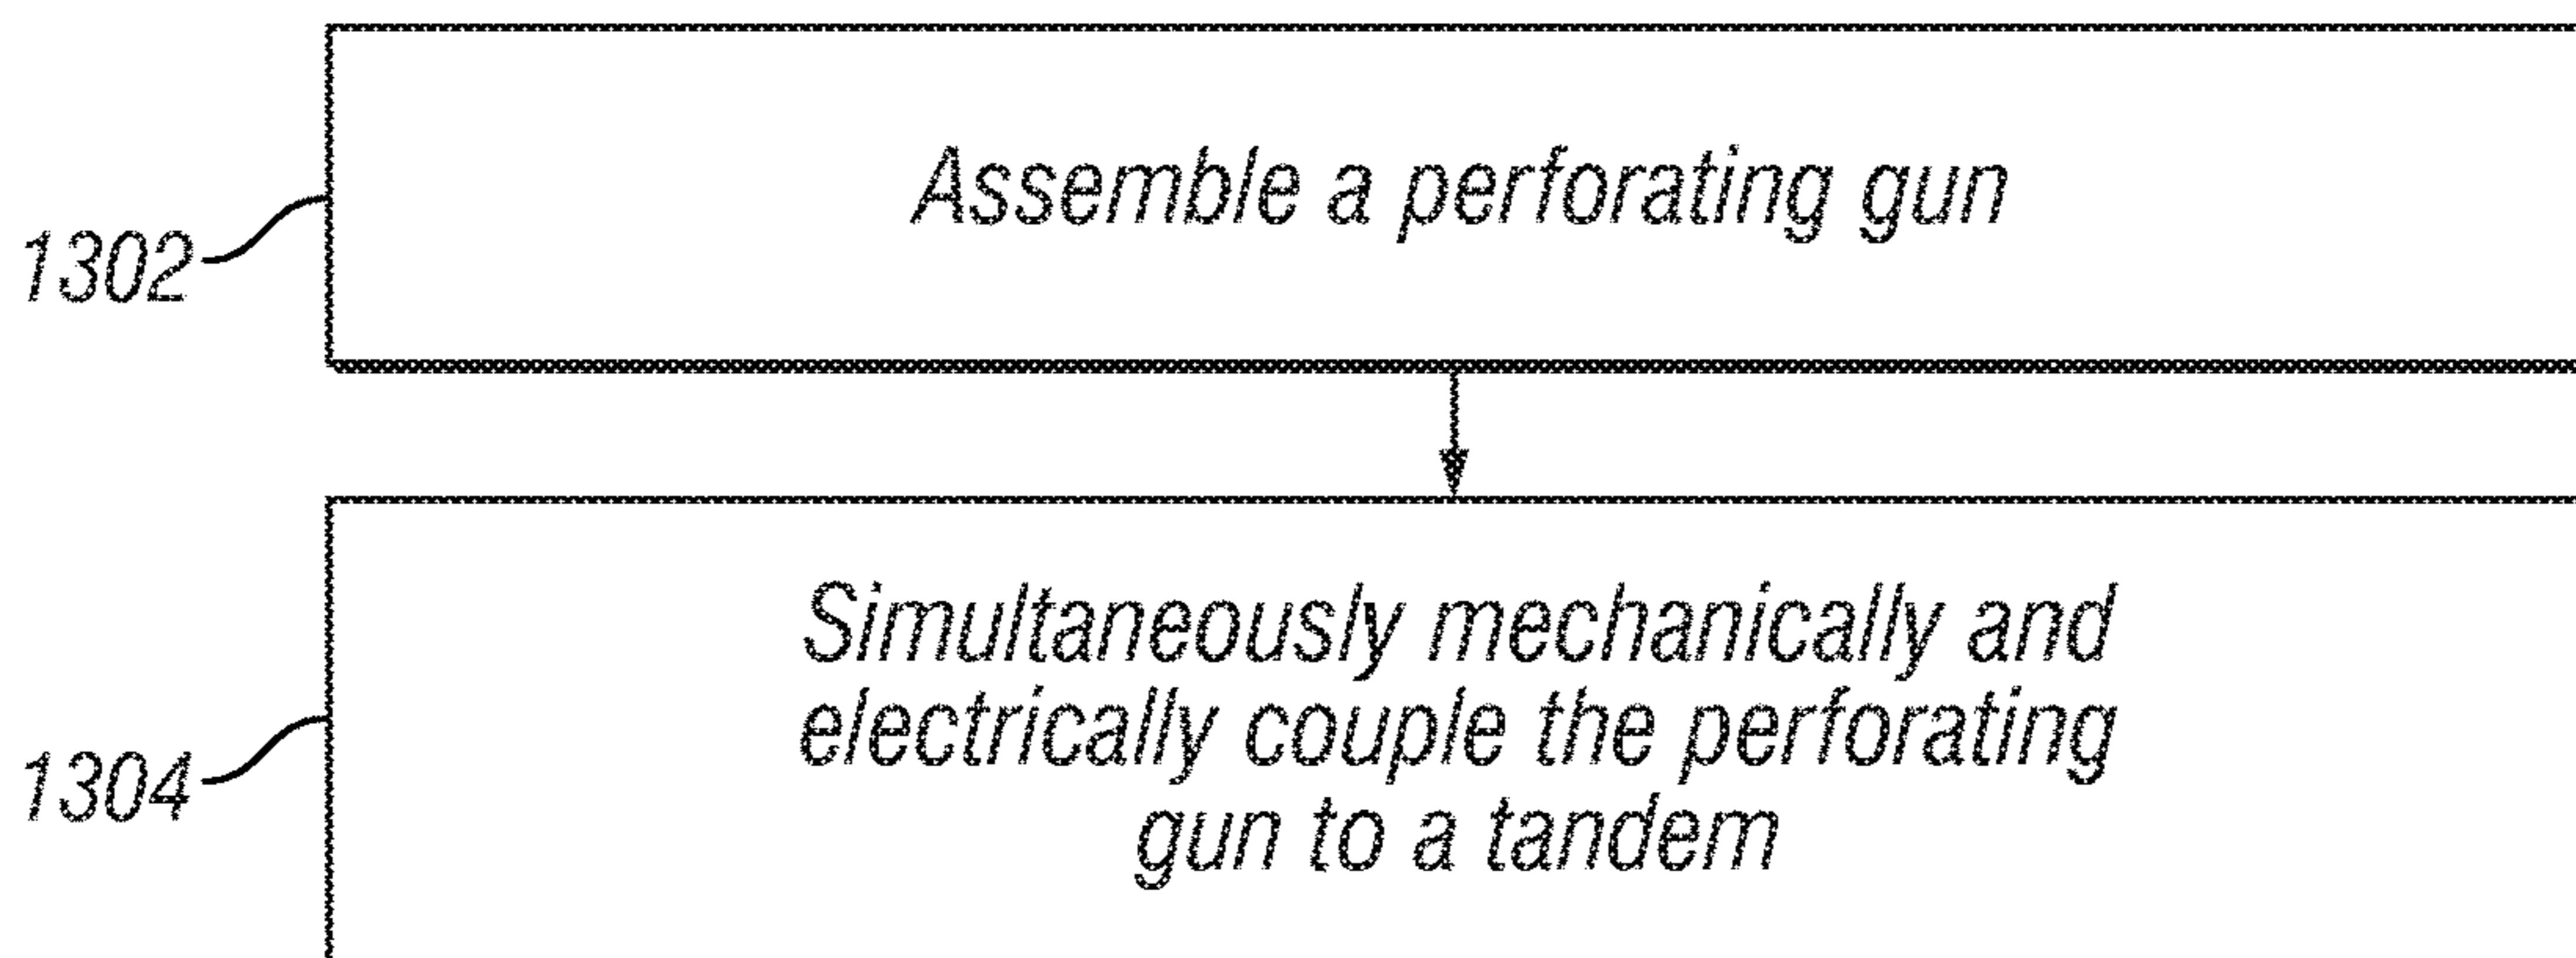 Assemble a perforating gun
1302
Simultaneously mechanically and
electrically couple the perforating
gun to a tandem
1304